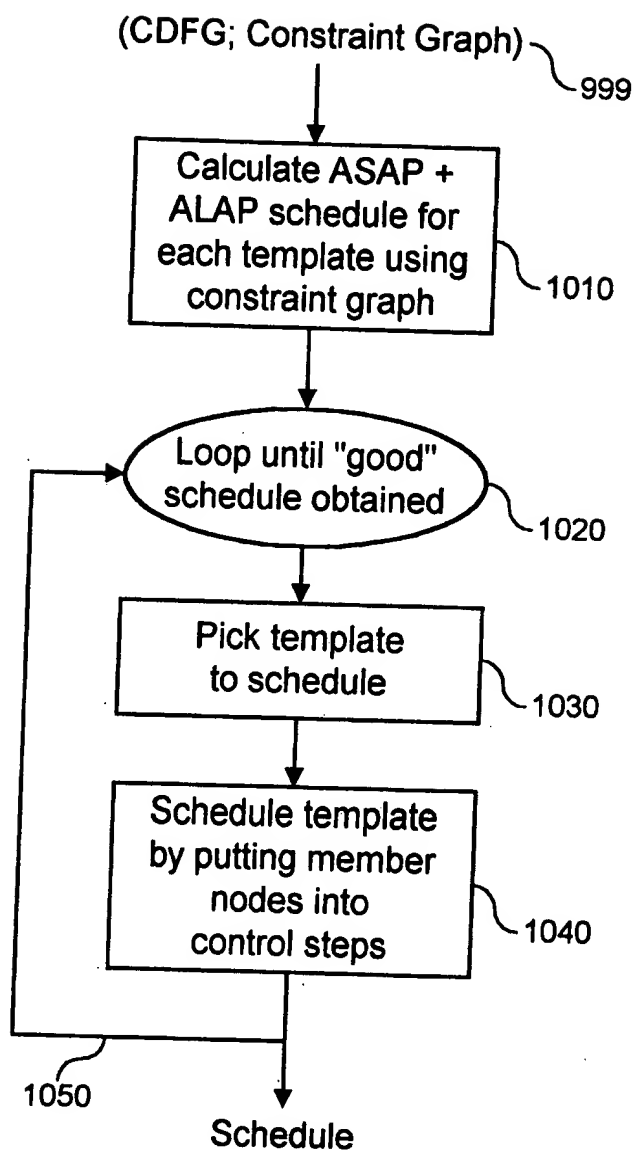 (CDFG; Constraint Graph)
999
Calculate ASAP +
ALAP schedule for
each template using
constraint graph
1010
Loop until "good"
schedule obtained
1020
Pick template
to schedule
1030
Schedule template
by putting member
nodes into
control steps
1040
1050
Schedule